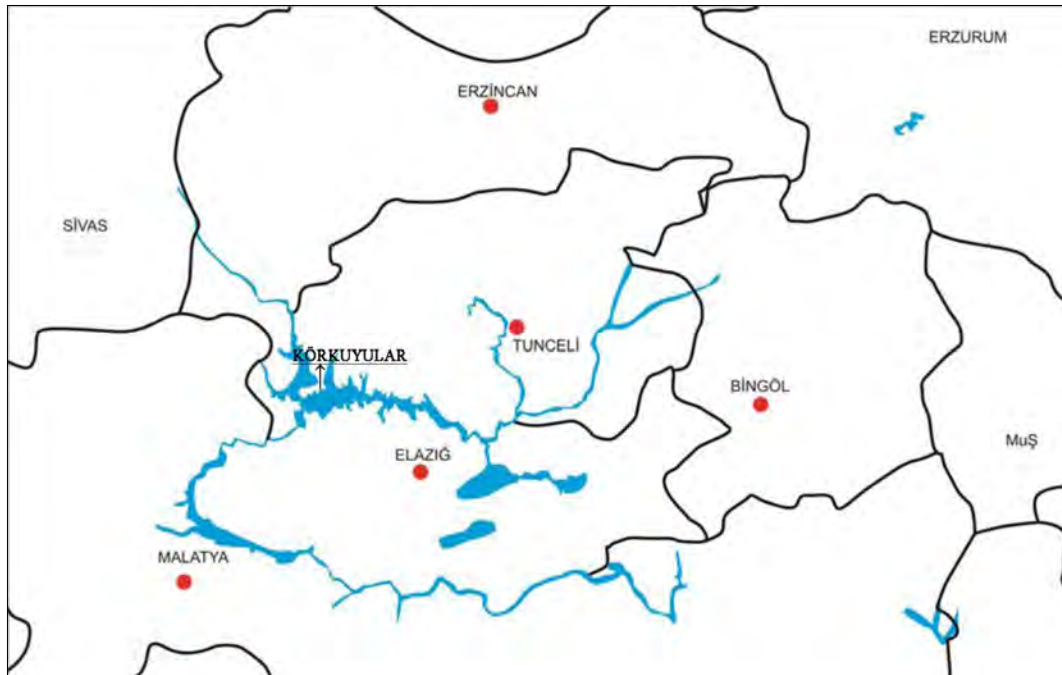 ERZURUM
ERZİNCAN
SİVAS
TUNCELİ
KÖRKUYULAR
BİNGÖL
MuŞ
ELAZIĞ
MALATYA